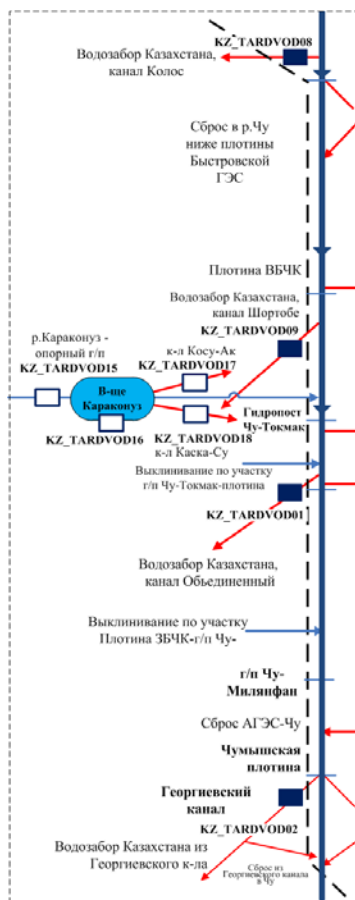 KZ_TARDVOD08
Водозабор Казахстана,
канал Колос
Сброс в р.Чу
ниже плотины
Быстровской
ГЭС
Плотина ВБЧК
Водозабор Казахстана,
канал Шортобе
KZ_TARDVOD09
р.Караконуз -
опорный г/п
KZ_TARDVOD15
к-л Косу-Ак
KZ_TARDVOD17
В-ще
Караконуз
KZ_TARDVOD16
KZ_TARDVOD18
к-л Каска-Су
Гидропост
Чу-Токмак
Выклинивание по участку
г/п Чу-Токмак-плотина
KZ_TARDVOD01
Водозабор Казахстана,
канал Объединенный
Выклинивание по участку
Плотина ЗБЧК-г/п Чу-
г/п Чу-
Милянфан
Сброс АГЭС-Чу
Чумышская
плотина
Георгиевский
канал
KZ_TARDVOD02
Водозабор Казахстана из
Георгиевского к-ла
Сброс из
Георгиевского канала
в Чу